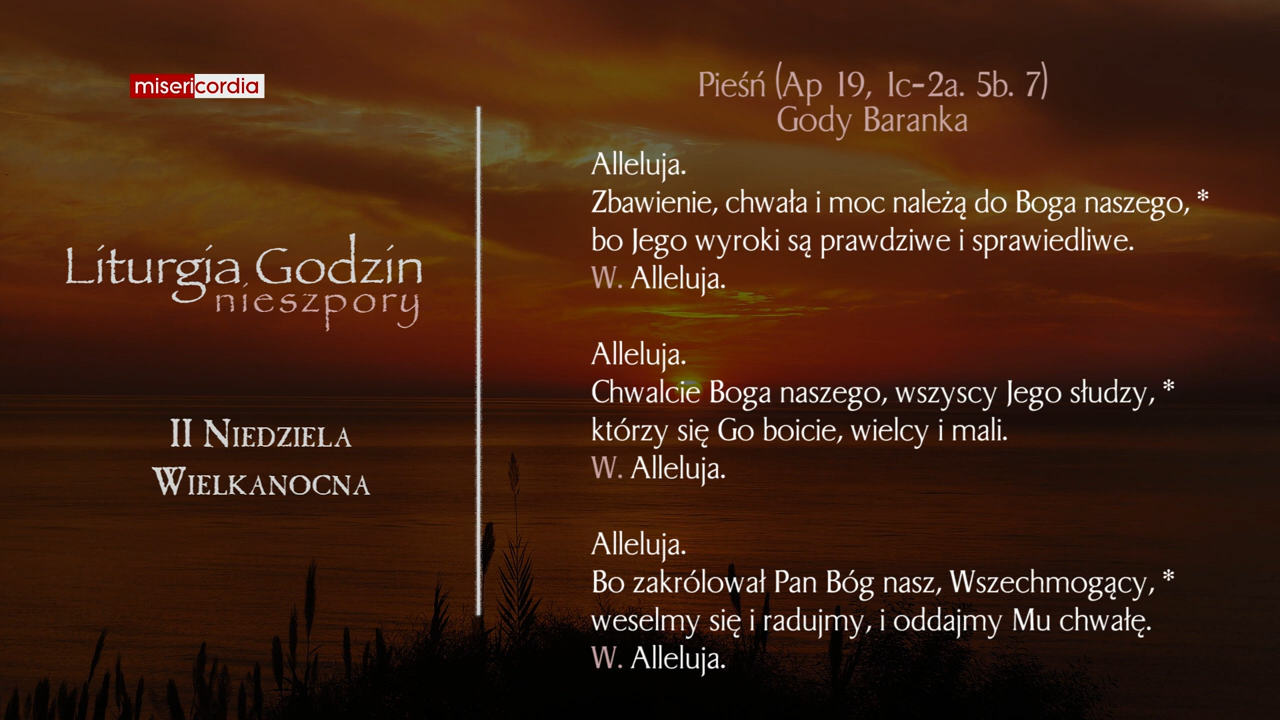 misericordia
Liturgia Godzin
nieszpory
II Niedziela
Wielkanocna
Pieśń (Ap 19, 1c-2a. 5b. 7)
Gody Baranka
Alleluja.
Zbawienie, chwała i moc należą do Boga naszego, *
bo Jego wyroki są prawdziwe i sprawiedliwe.
W. Alleluja.
Alleluja.
Chwalcie Boga naszego, wszyscy Jego słudzy, *
którzy się Go boicie, wielcy i mali.
W. Alleluja.
Alleluja.
Bo zakrólował Pan Bóg nasz, Wszechmogący, *
weselmy się i radujmy, i oddajmy Mu chwałę.
W. Alleluja.